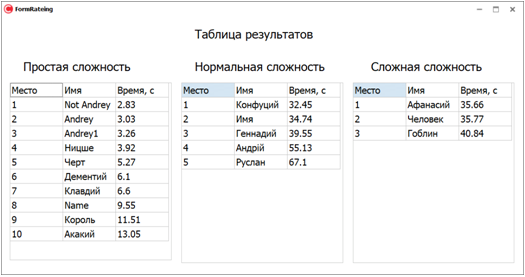 FormRateing
Таблица результатов
Простая сложность
Место Имя Время, с
1 Not Andrey 2.83
2 Andrey 3.03
3 Andrey1 3.26
4 Ницше 3.92
5 Черт 5.27
6 Дементий 6.1
7 Клавдий 6.6
8 Name 9.55
9 Король 11.51
10 Акакий 13.05
Нормальная сложность
Место Имя Время, с
1 Конфуций 32.45
2 Имя 34.74
3 Геннадий 39.55
4 Андрій 55.13
5 Руслан 67.1
Сложная сложность
Место Имя Время, с
1 Афанасий 35.66
2 Человек 35.77
3 Гоблин 40.84